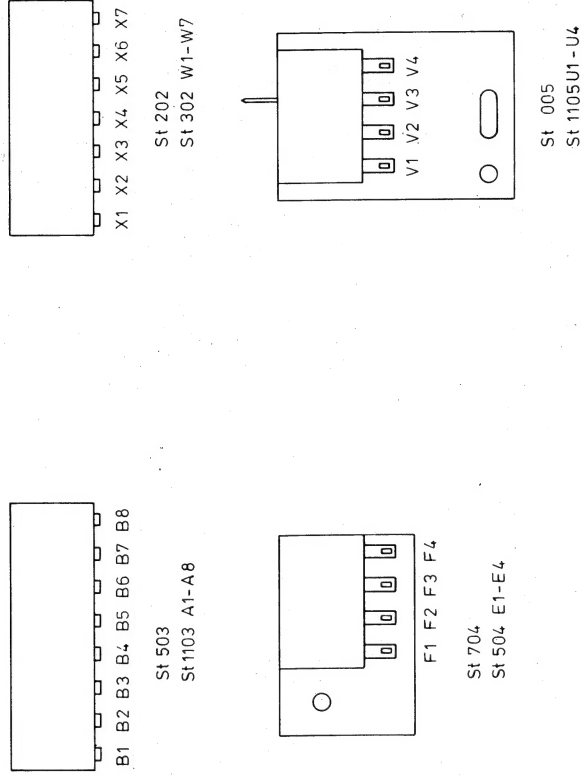 X1 X2 X3 X4 X5 X6 X7
St 202
St 302 W1-W7
V1 V2 V3 V4
St 005
St 1105 U1-U4
B1 B2 B3 B4 B5 B6 B7 B8
St 503
St 1103 A1-A8
F1 F2 F3 F4
St 704
St 504 E1-E4